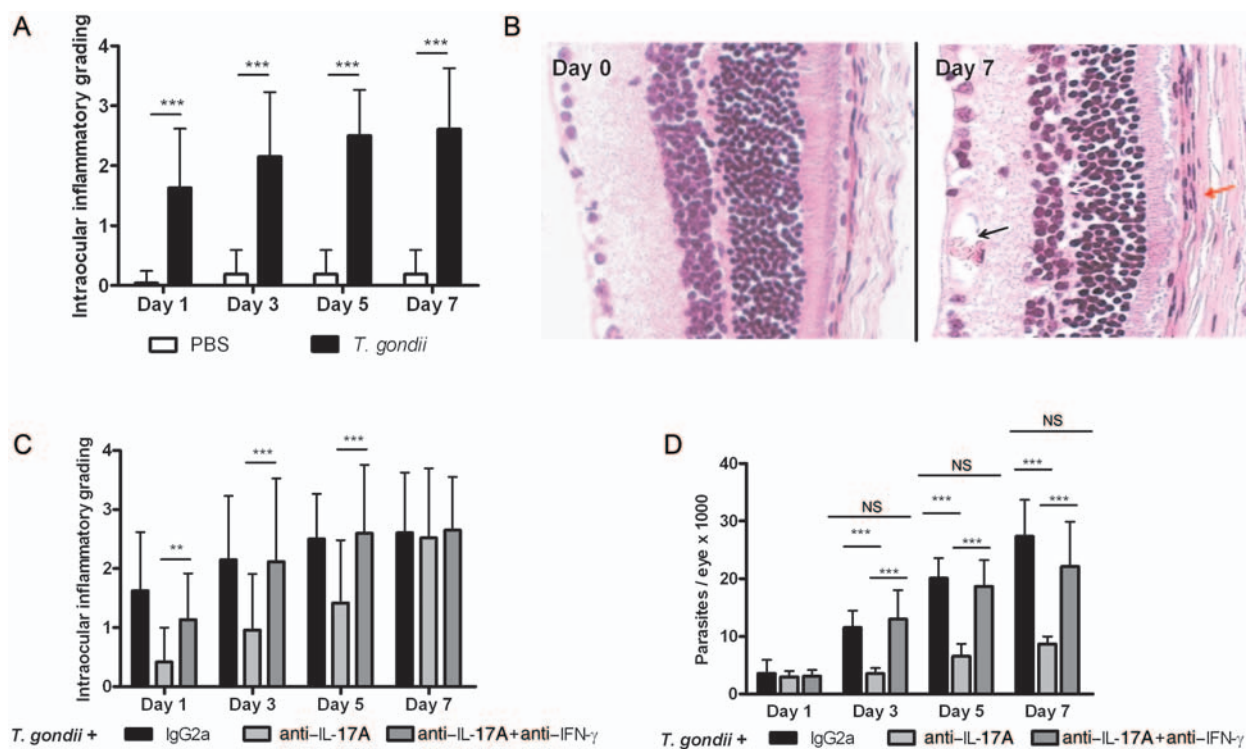 A
Intraocular inflammatory grading
4
3
2
1
0
***
***
***
***
Day 1 Day 3 Day 5 Day 7
PBS T. gondii
B
Day 0 Day 7
C
Intraocular inflammatory grading
4
3
2
1
0
**
***
***
Day 1 Day 3 Day 5 Day 7
T. gondii + IgG2a anti–IL-17A anti–IL-17A+anti–IFN-γ
D
Parasites / eye x 1000
40
30
20
10
0
NS
NS
NS
***
***
***
***
***
***
Day 1 Day 3 Day 5 Day 7
T. gondii + IgG2a anti–IL-17A anti–IL-17A+anti–IFN-γ